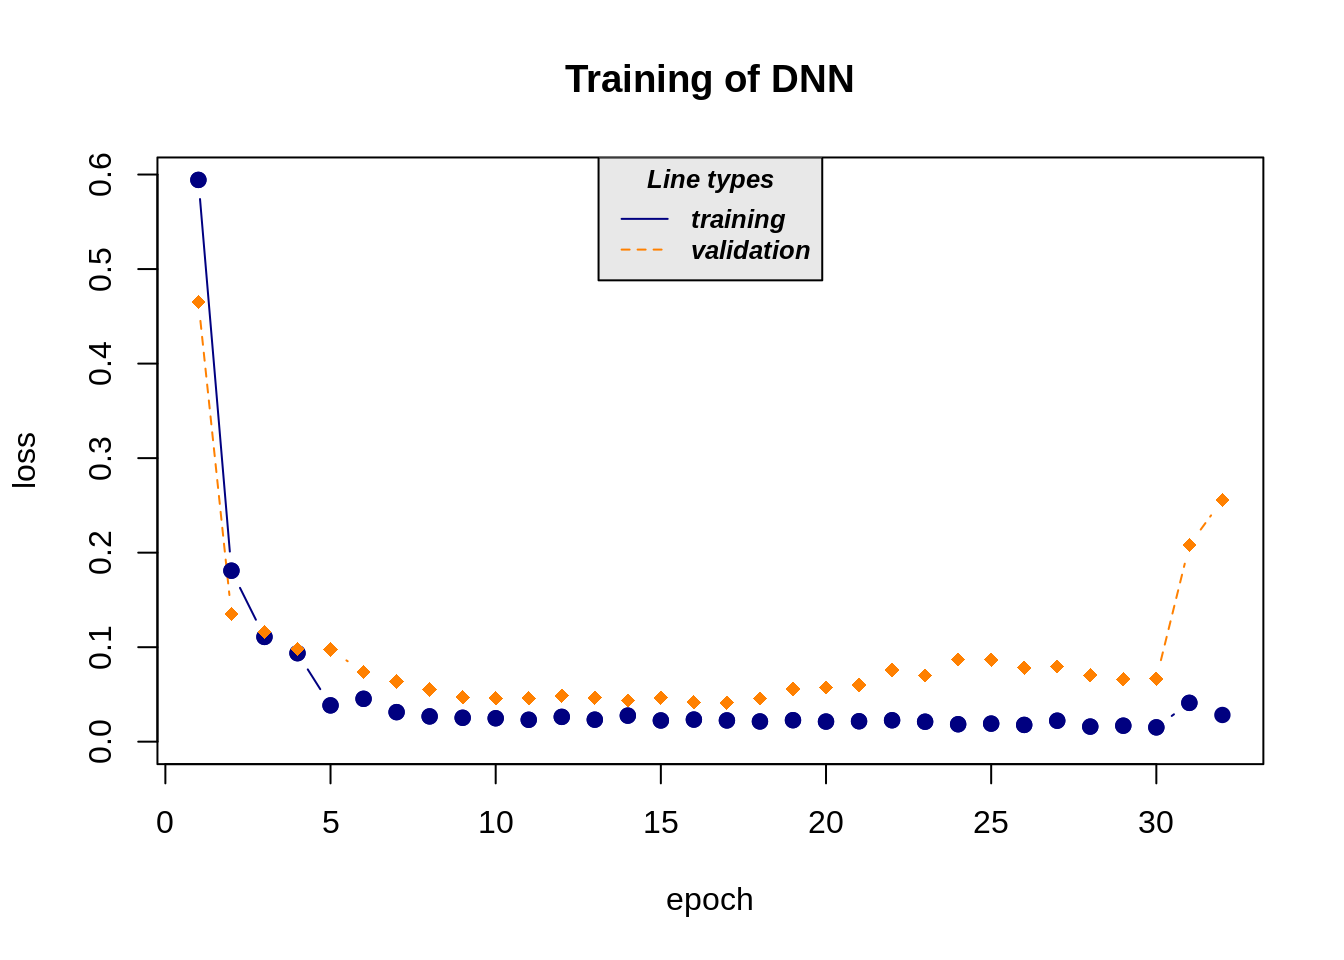 Training of DNN
Line types
training
validation
loss
0.6
0.5
0.4
0.3
0.2
0.1
0.0
0 5 10 15 20 25 30
epoch